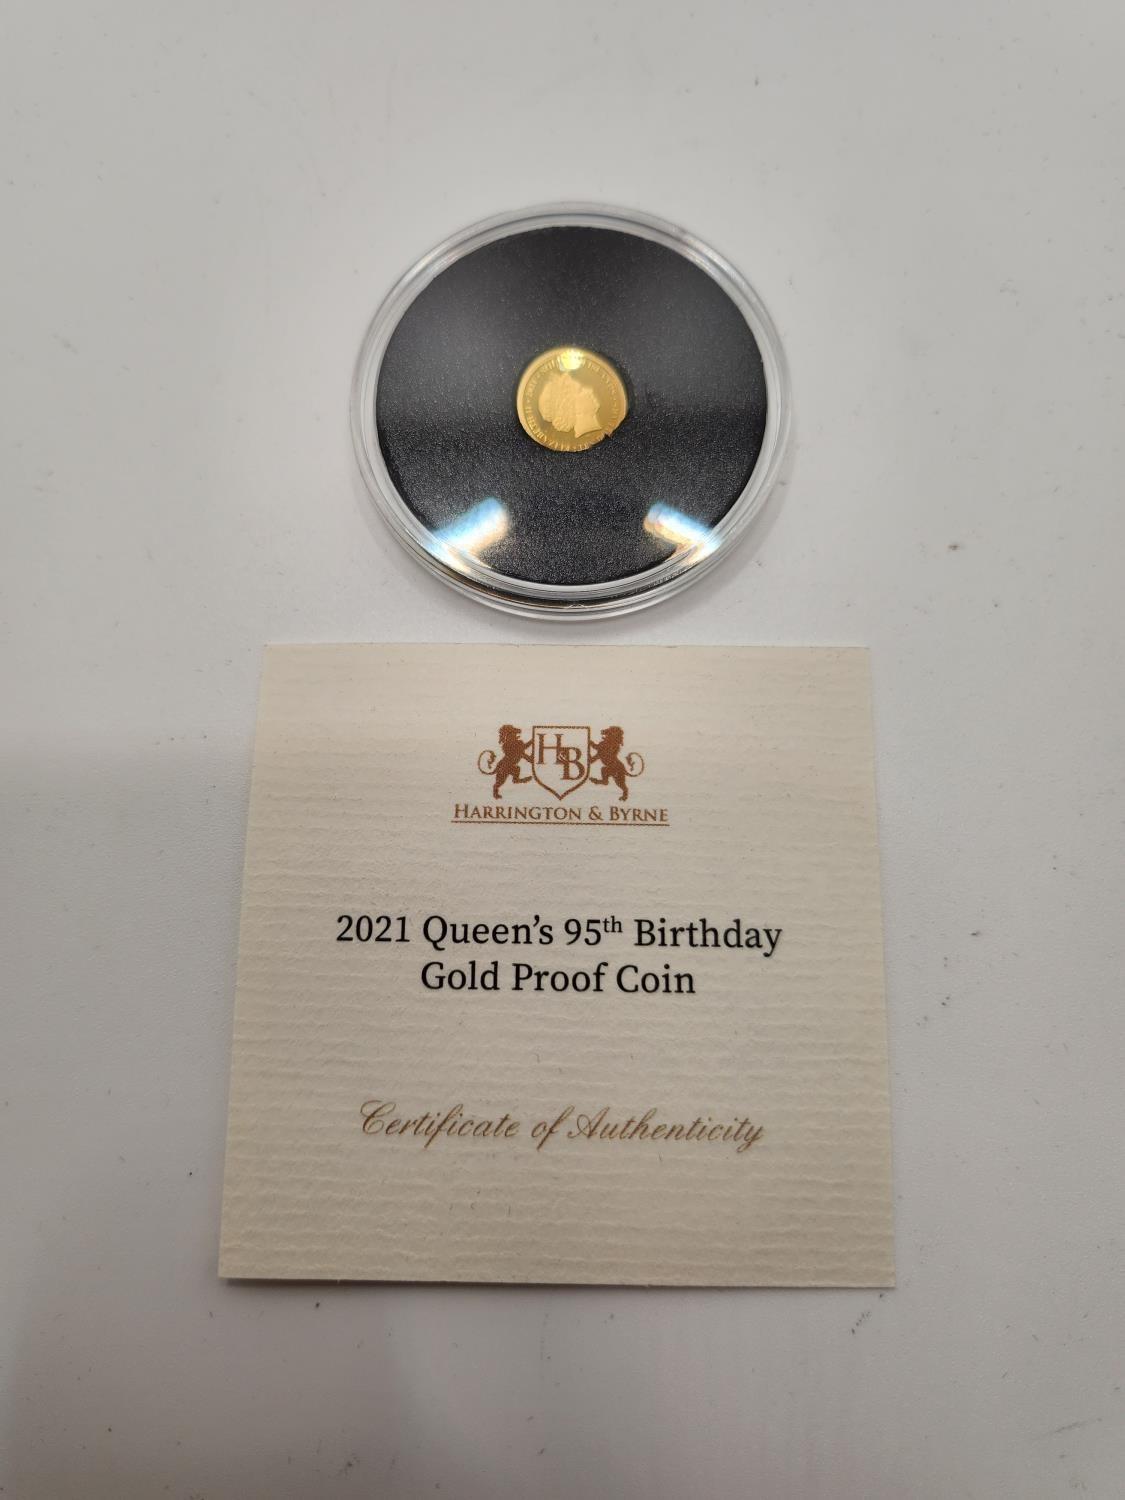 HB
HARRINGTON & BYRNE
2021 Queen's 95th Birthday
Gold Proof Coin
Certificate of Authenticity